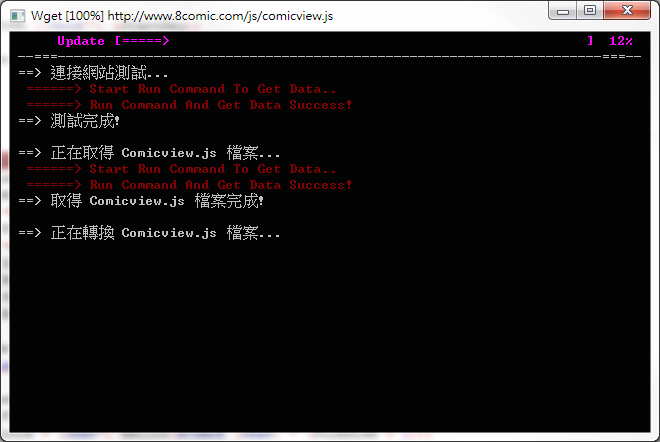 Wget [100%] http://www.8comic.com/js/comicview.js
Update [=====> ] 12%
--===-----------------------------------------------------------------------===--
==> 連接網站測試...
======> Start Run Command To Get Data..
======> Run Command And Get Data Success!
==> 測試完成!
==> 正在取得 Comicview.js 檔案...
======> Start Run Command To Get Data..
======> Run Command And Get Data Success!
==> 取得 Comicview.js 檔案完成!
==> 正在轉換 Comicview.js 檔案...